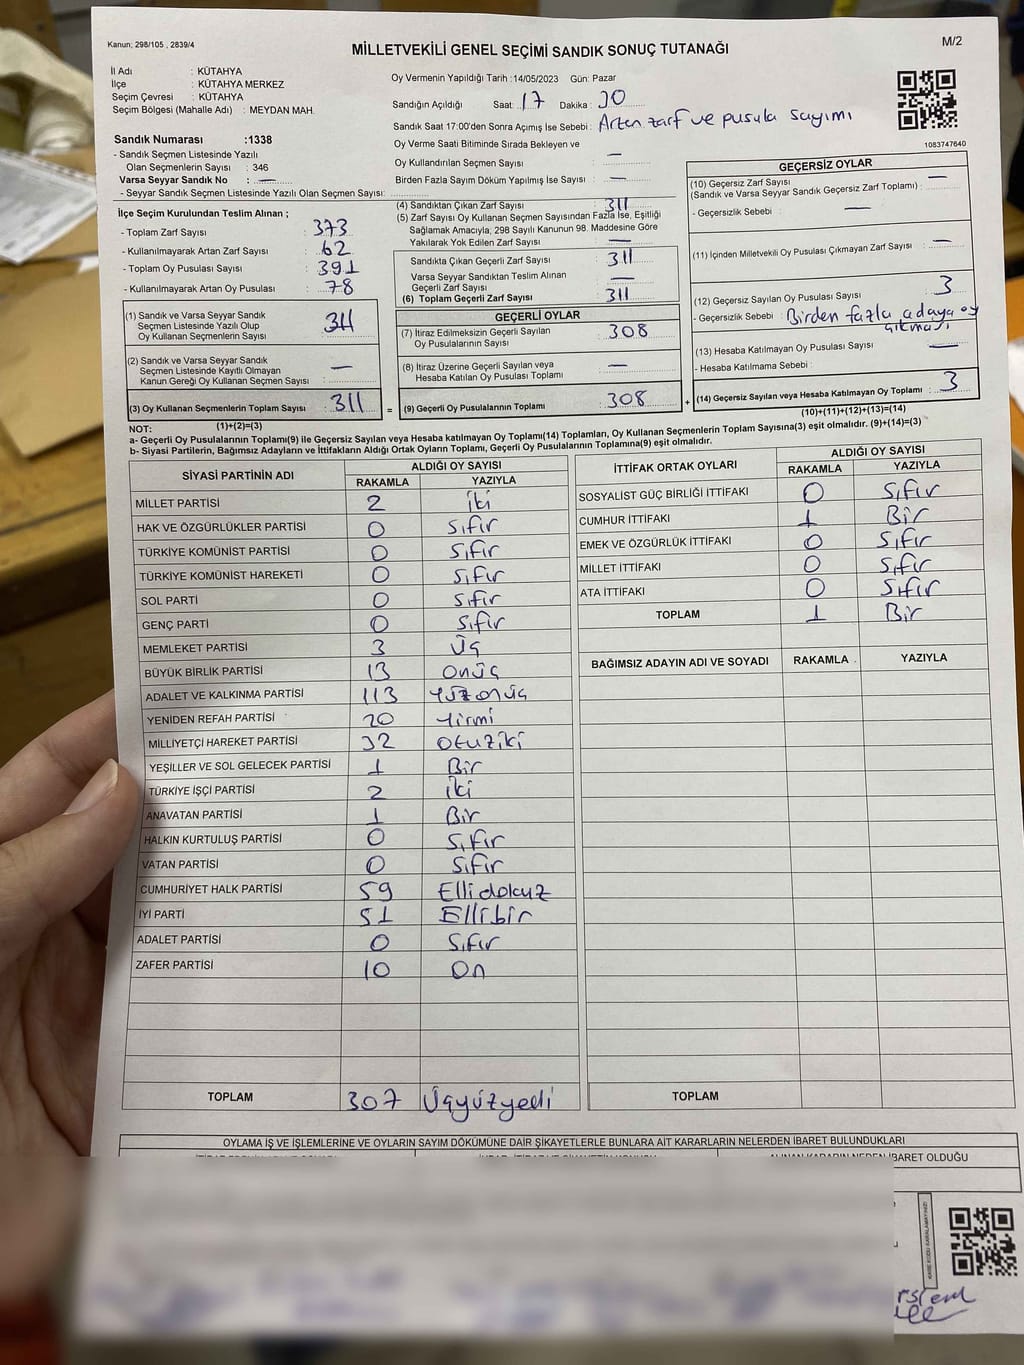 Kanun; 298/105 , 2839/4
MİLLETVEKİLİ GENEL SEÇİMİ SANDIK SONUÇ TUTANAĞI
M/2
İl Adı : KÜTAHYA
İlçe : KÜTAHYA MERKEZ
Seçim Çevresi : KÜTAHYA
Seçim Bölgesi (Mahalle Adı) : MEYDAN MAH.
Oy Vermenin Yapıldığı Tarih :14/05/2023 Gün: Pazar
Sandığın Açıldığı Saat: 17 Dakika : 30
Sandık Saat 17:00'den Sonra Açımış İse Sebebi : Artan zarf ve pusula sayımı
1083747640
Sandık Numarası :1338
- Sandık Seçmen Listesinde Yazılı
Olan Seçmenlerin Sayısı : 346
Varsa Seyyar Sandık No : —
- Seyyar Sandık Seçmen Listesinde Yazılı Olan Seçmen Sayısı:
Oy Verme Saati Bitiminde Sırada Bekleyen ve
Oy Kullandırılan Seçmen Sayısı : —
Birden Fazla Sayım Döküm Yapılmış İse Sayısı : —
İlçe Seçim Kurulundan Teslim Alınan ;
- Toplam Zarf Sayısı : 373
- Kullanılmayarak Artan Zarf Sayısı : 62
- Toplam Oy Pusulası Sayısı : 391
- Kullanılmayarak Artan Oy Pusulası : 78
(1) Sandık ve Varsa Seyyar Sandık
Seçmen Listesinde Yazılı Olup
Oy Kullanan Seçmenlerin Sayısı : 311
(2) Sandık ve Varsa Seyyar Sandık
Seçmen Listesinde Kayıtlı Olmayan
Kanun Gereği Oy Kullanan Seçmen Sayısı : —
(3) Oy Kullanan Seçmenlerin Toplam Sayısı : 311
(1)+(2)=(3)
(4) Sandıktan Çıkan Zarf Sayısı : 311
(5) Zarf Sayısı Oy Kullanan Seçmen Sayısından Fazla İse, Eşitliği
Sağlamak Amacıyla; 298 Sayılı Kanunun 98. Maddesine Göre
Yakılarak Yok Edilen Zarf Sayısı : —
Sandıkta Çıkan Geçerli Zarf Sayısı : 311
Varsa Seyyar Sandıktan Teslim Alınan
Geçerli Zarf Sayısı : —
(6) Toplam Geçerli Zarf Sayısı : 311
GEÇERLİ OYLAR
(7) İtiraz Edilmeksizin Geçerli Sayılan
Oy Pusulalarının Sayısı : 308
(8) İtiraz Üzerine Geçerli Sayılan veya
Hesaba Katılan Oy Pusulası Toplamı : —
= (9) Geçerli Oy Pusulalarının Toplamı : 308 +
GEÇERSİZ OYLAR
(10) Geçersiz Zarf Sayısı : —
(Sandık ve Varsa Seyyar Sandık Geçersiz Zarf Toplamı)
- Geçersizlik Sebebi : —
(11) İçinden Milletvekili Oy Pusulası Çıkmayan Zarf Sayısı : —
(12) Geçersiz Sayılan Oy Pusulası Sayısı : 3
- Geçersizlik Sebebi : Birden fazla adaya oy
çıkması
(13) Hesaba Katılmayan Oy Pusulası Sayısı : —
- Hesaba Katılmama Sebebi :
(14) Geçersiz Sayılan veya Hesaba Katılmayan Oy Toplamı : 3
(10)+(11)+(12)+(13)=(14)
NOT:
a- Geçerli Oy Pusulalarının Toplamı(9) ile Geçersiz Sayılan veya Hesaba katılmayan Oy Toplamı(14) Toplamları, Oy Kullanan Seçmenlerin Toplam Sayısına(3) eşit olmalıdır. (9)+(14)=(3)
b- Siyasi Partilerin, Bağımsız Adayların ve İttifakların Aldığı Ortak Oyların Toplamı, Geçerli Oy Pusulalarının Toplamına(9) eşit olmalıdır.
SİYASİ PARTİNİN ADI ALDIĞI OY SAYISI
RAKAMLA YAZIYLA
MİLLET PARTİSİ 2 iki
HAK VE ÖZGÜRLÜKLER PARTİSİ 0 sıfır
TÜRKİYE KOMÜNİST PARTİSİ 0 sıfır
TÜRKİYE KOMÜNİST HAREKETİ 0 sıfır
SOL PARTİ 0 sıfır
GENÇ PARTİ 0 sıfır
MEMLEKET PARTİSİ 3 Üç
BÜYÜK BİRLİK PARTİSİ 13 Onüç
ADALET VE KALKINMA PARTİSİ 113 Yüzonüç
YENİDEN REFAH PARTİSİ 20 Yirmi
MİLLİYETÇİ HAREKET PARTİSİ 32 Otuziki
YEŞİLLER VE SOL GELECEK PARTİSİ 1 Bir
TÜRKİYE İŞÇİ PARTİSİ 2 iki
ANAVATAN PARTİSİ 1 Bir
HALKIN KURTULUŞ PARTİSİ 0 Sıfır
VATAN PARTİSİ 0 Sıfır
CUMHURİYET HALK PARTİSİ 59 Ellidokuz
İYİ PARTİ 51 Ellibir
ADALET PARTİSİ 0 Sıfır
ZAFER PARTİSİ 10 On
TOPLAM 307 Üçyüzyedi
İTTİFAK ORTAK OYLARI ALDIĞI OY SAYISI
RAKAMLA YAZIYLA
SOSYALİST GÜÇ BİRLİĞİ İTTİFAKI 0 Sıfır
CUMHUR İTTİFAKI 1 Bir
EMEK VE ÖZGÜRLÜK İTTİFAKI 0 Sıfır
MİLLET İTTİFAKI 0 Sıfır
ATA İTTİFAKI 0 Sıfır
TOPLAM 1 Bir
BAĞIMSIZ ADAYIN ADI VE SOYADI RAKAMLA YAZIYLA
TOPLAM
OYLAMA İŞ VE İŞLEMLERİNE VE OYLARIN SAYIM DÖKÜMÜNE DAİR ŞİKAYETLERLE BUNLARA AİT KARARLARIN NELERDEN İBARET BULUNDUKLARI
ALINAN KARARIN NEDEN İBARET OLDUĞU